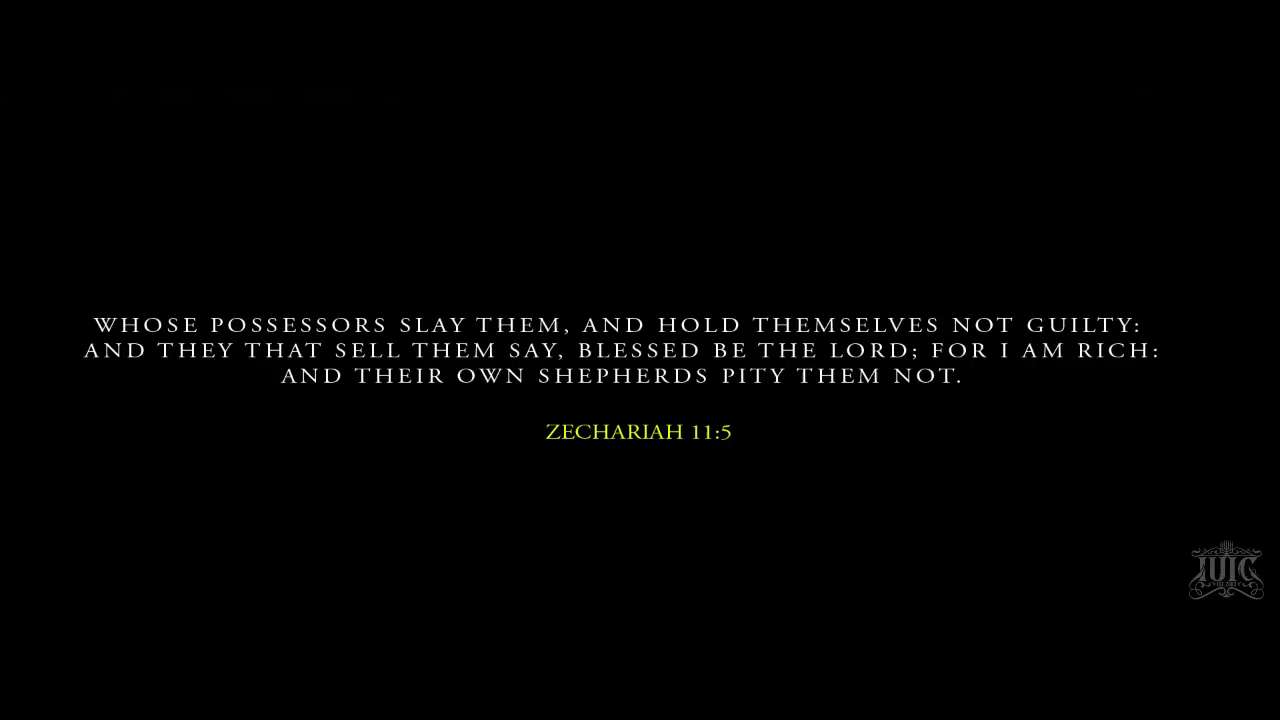 WHOSE POSSESSORS SLAY THEM, AND HOLD THEMSELVES NOT GUILTY:
AND THEY THAT SELL THEM SAY, BLESSED BE THE LORD; FOR I AM RICH:
AND THEIR OWN SHEPHERDS PITY THEM NOT.
ZECHARIAH 11:5
IUIC